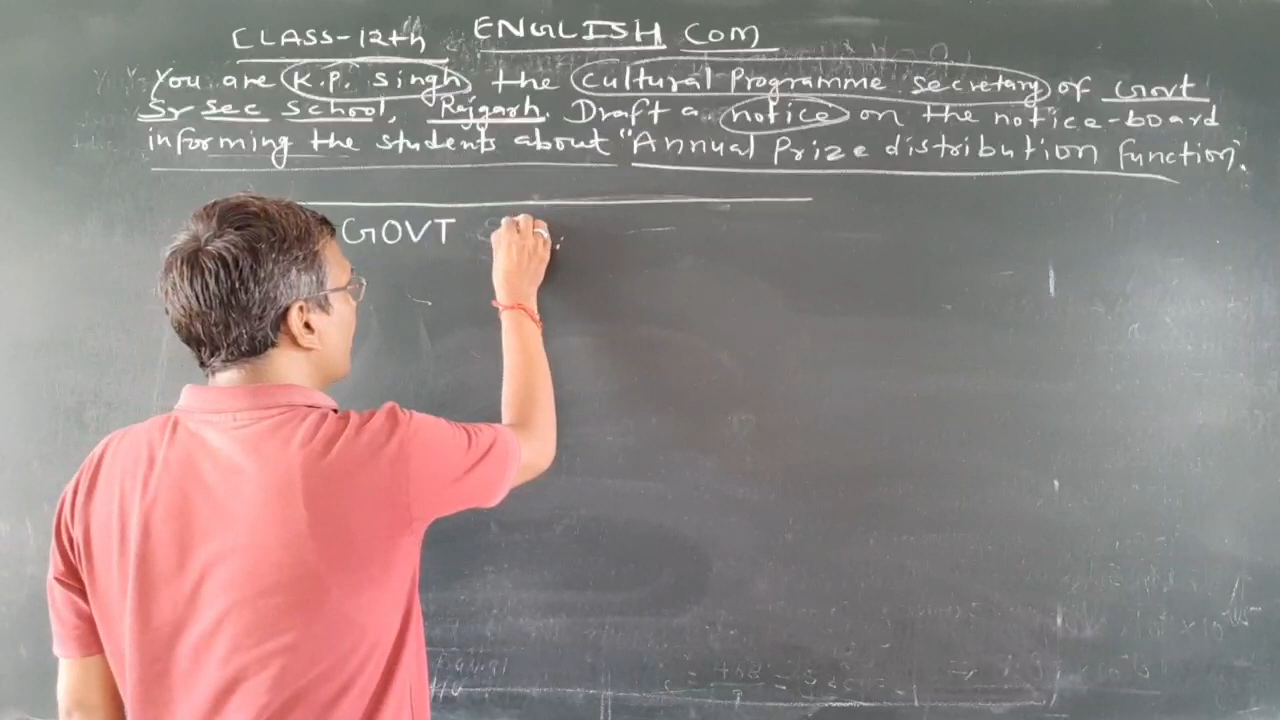 CLASS-12th ENGLISH COM
You are K.P. Singh the Cultural Programme secretary of Govt
Sr Sec School, Rajgarh. Draft a notice on the notice-board
informing the students about "Annual Prize distribution function".
GOVT